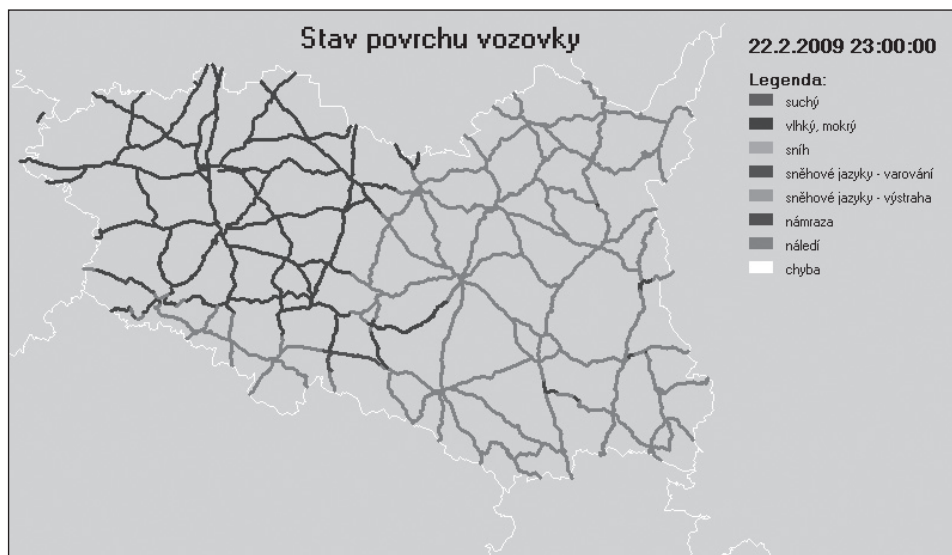 Stav povrchu vozovky
22.2.2009 23:00:00
Legenda:
suchý
vlhký, mokrý
sníh
sněhové jazyky - varování
sněhové jazyky - výstraha
námraza
náledí
chyba